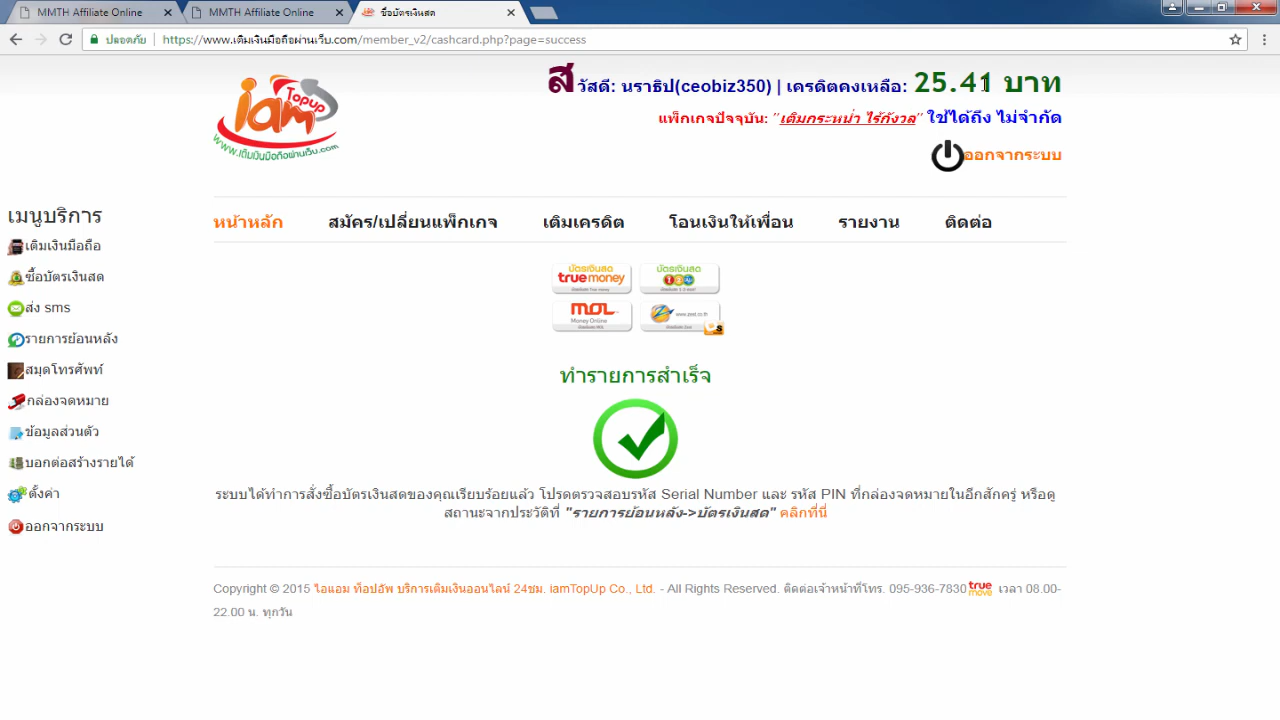 MMTH Affiliate Online
MMTH Affiliate Online
ซื้อบัตรเงินสด
ปลอดภัย
https://www.เติมเงินมือถือผ่านเว็บ.com/member_v2/cashcard.php?page=success
iam TopUp
www.เติมเงินมือถือผ่านเว็บ.com
สวัสดี: นราธิป(ceobiz350) | เครดิตคงเหลือ: 25.41 บาท
แพ็กเกจปัจจุบัน: "เติมกระหน่ำ ไร้กังวล" ใช้ได้ถึง ไม่จำกัด
ออกจากระบบ
หน้าหลัก สมัคร/เปลี่ยนแพ็กเกจ เติมเครดิต โอนเงินให้เพื่อน รายงาน ติดต่อ
เมนูบริการ
เติมเงินมือถือ
ซื้อบัตรเงินสด
ส่ง sms
รายการย้อนหลัง
สมุดโทรศัพท์
กล่องจดหมาย
ข้อมูลส่วนตัว
บอกต่อสร้างรายได้
ตั้งค่า
ออกจากระบบ
บัตรเงินสด บัตรเงินสด
truemoney 12
MOL www.zest.co.th
Money Online
ทำรายการสำเร็จ
ระบบได้ทำการสั่งซื้อบัตรเงินสดของคุณเรียบร้อยแล้ว โปรดตรวจสอบรหัส Serial Number และ รหัส PIN ที่กล่องจดหมายในอีกสักครู่ หรือดู
สถานะจากประวัติที่ "รายการย้อนหลัง->บัตรเงินสด" คลิกที่นี่
Copyright © 2015 ไอแอม ท็อปอัพ บริการเติมเงินออนไลน์ 24ชม. iamTopUp Co., Ltd. - All Rights Reserved. ติดต่อเจ้าหน้าที่โทร. 095-936-7830 true move เวลา 08.00-
22.00 น. ทุกวัน